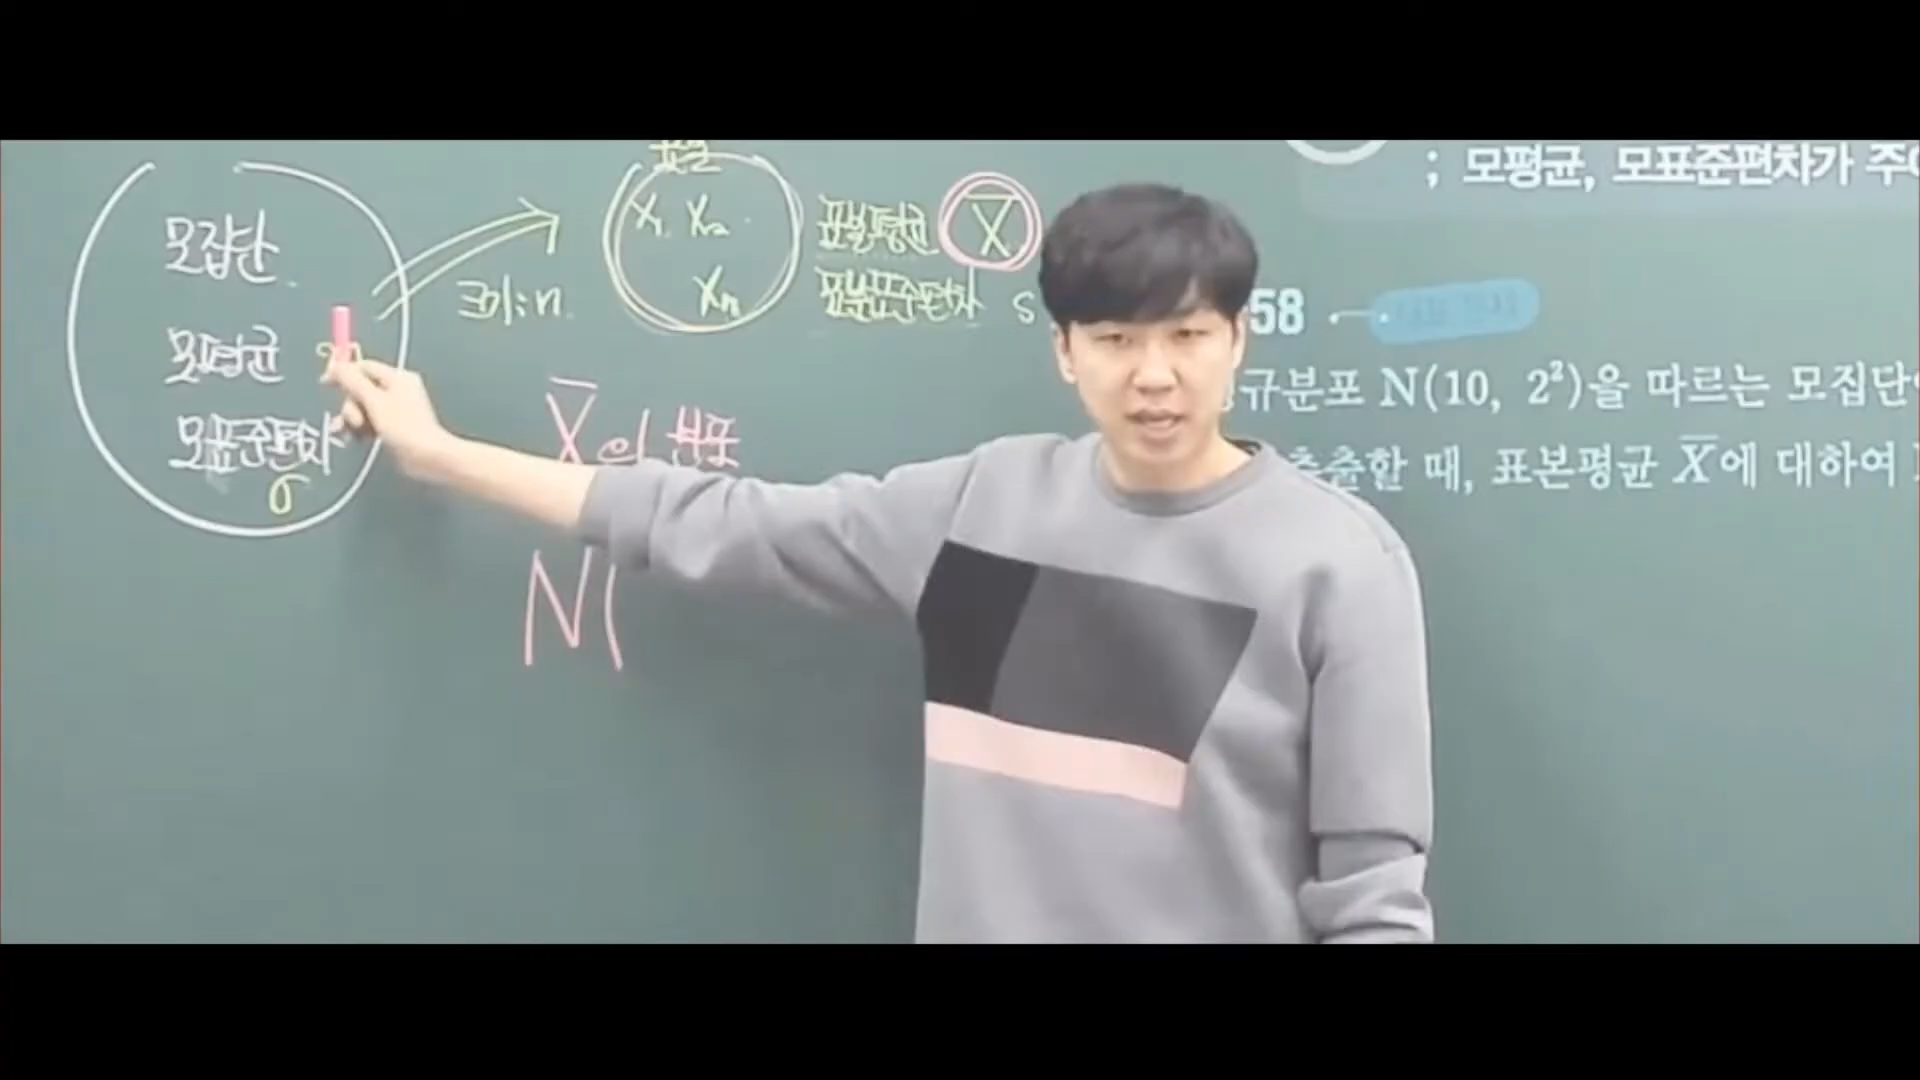 모집단
모평균 m
모표준편차
σ
크기:n
표본
X₁ X₂ ..
Xₙ
표본평균 X̄
표본표준편차 S
X̄의 분포
N(
; 모평균, 모표준편차가
58
규분포 N(10, 2²)을 따르는 모집단
추출할 때, 표본평균 X̄에 대하여